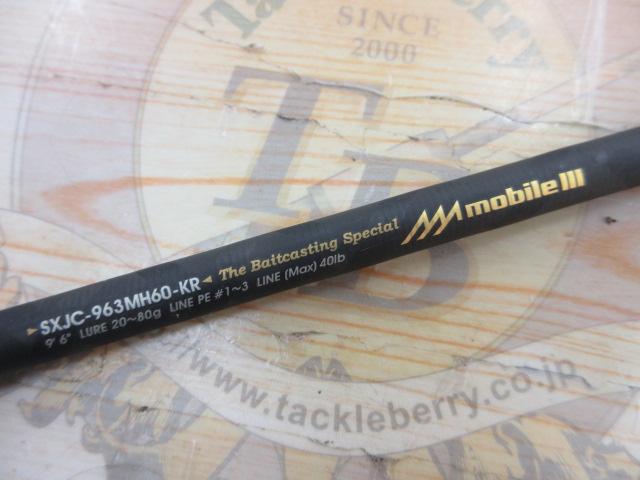 Tackleberry
SINCE
2000
TB
mobile III
The Baitcasting Special
SXJC-963MH60-KR
9' 6" LURE 20~80g LINE PE #1~3 LINE (Max) 40lb
www.tackleberry.co.jp